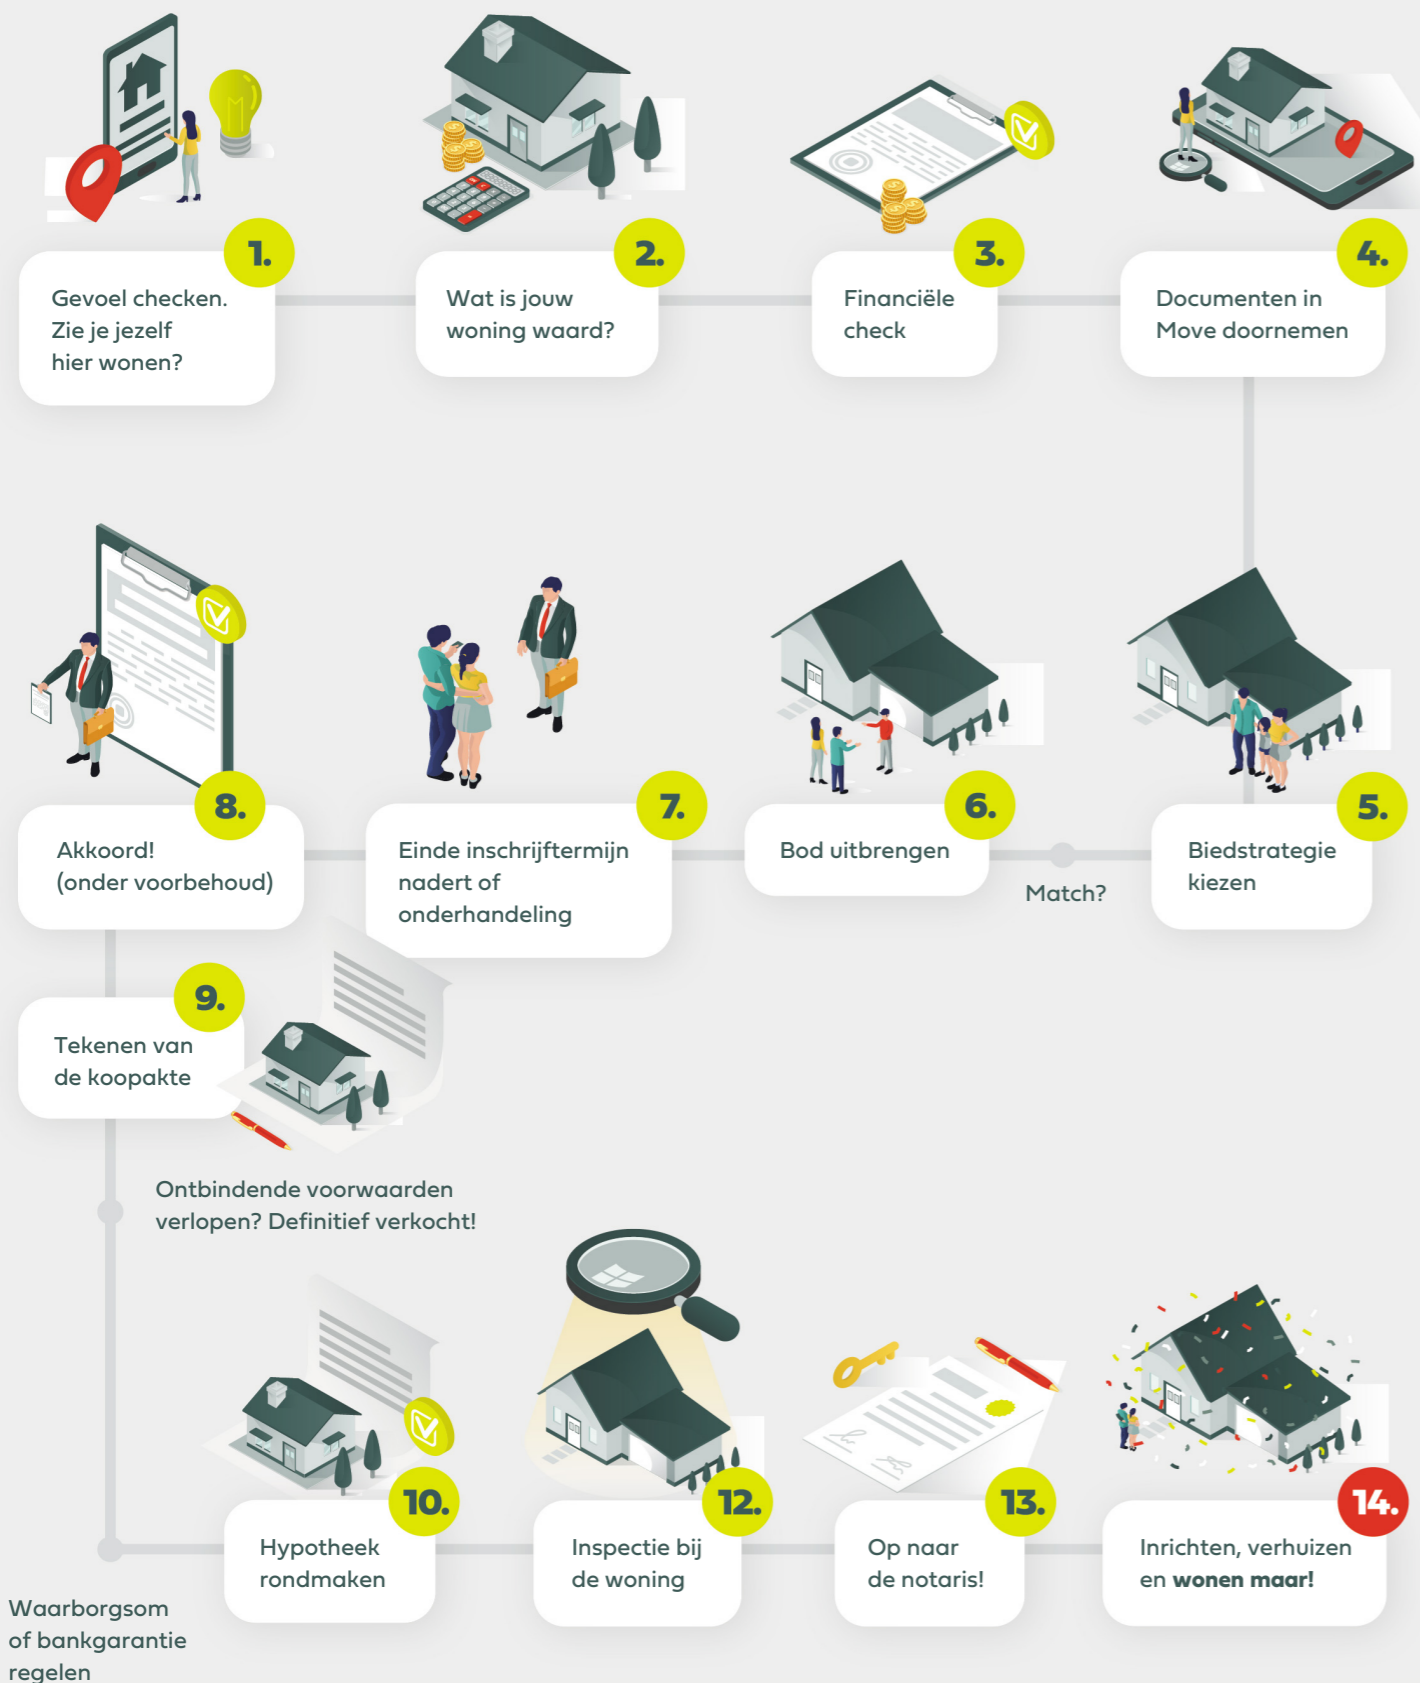 1.
Gevoel checken.
Zie je jezelf
hier wonen?
2.
Wat is jouw
woning waard?
3.
Financiële
check
4.
Documenten in
Move doornemen
5.
Biedstrategie
kiezen
Match?
6.
Bod uitbrengen
7.
Einde inschrijftermijn
nadert of
onderhandeling
8.
Akkoord!
(onder voorbehoud)
9.
Tekenen van
de koopakte
Ontbindende voorwaarden
verlopen? Definitief verkocht!
Waarborgsom
of bankgarantie
regelen
10.
Hypotheek
rondmaken
12.
Inspectie bij
de woning
13.
Op naar
de notaris!
14.
Inrichten, verhuizen
en wonen maar!